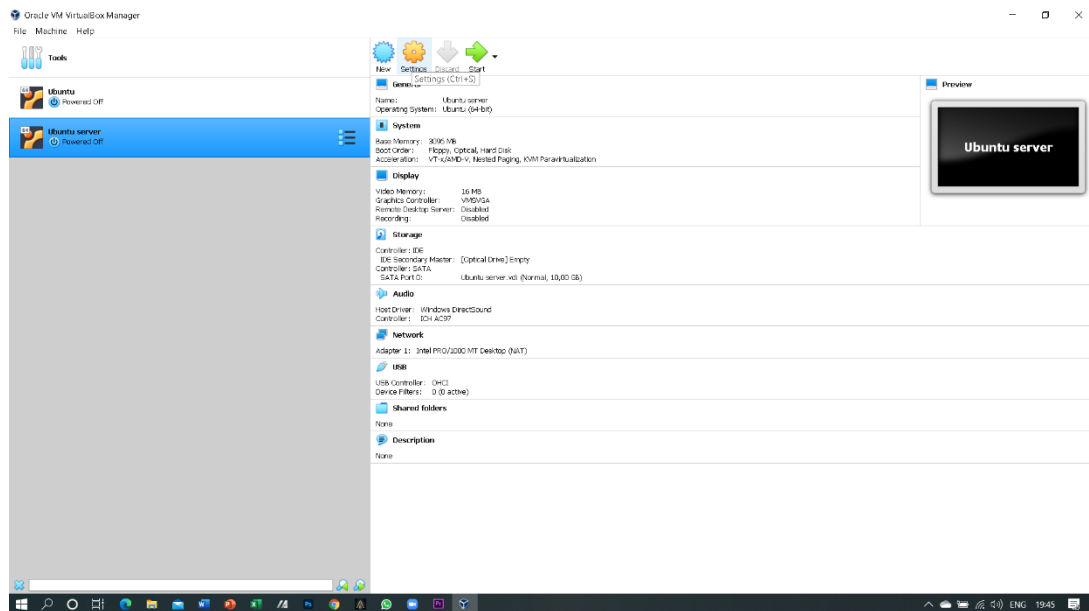 Oracle VM VirtualBox Manager
File Machine Help
Tools
New Settings Discard Start
Settings (Ctrl+S)
Ubuntu
Powered Off
Ubuntu server
Powered Off
General
Name: Ubuntu server
Operating System: Ubuntu (64-bit)
System
Base Memory: 3096 MB
Boot Order: Floppy, Optical, Hard Disk
Acceleration: VT-x/AMD-V, Nested Paging, KVM Paravirtualization
Display
Video Memory: 16 MB
Graphics Controller: VMSVGA
Remote Desktop Server: Disabled
Recording: Disabled
Storage
Controller: IDE
IDE Secondary Master: [Optical Drive] Empty
Controller: SATA
SATA Port 0: Ubuntu server.vdi (Normal, 10,00 GB)
Audio
Host Driver: Windows DirectSound
Controller: ICH AC97
Network
Adapter 1: Intel PRO/1000 MT Desktop (NAT)
USB
USB Controller: OHCI
Device Filters: 0 (0 active)
Shared folders
None
Description
None
Preview
Ubuntu server
ENG 19:45